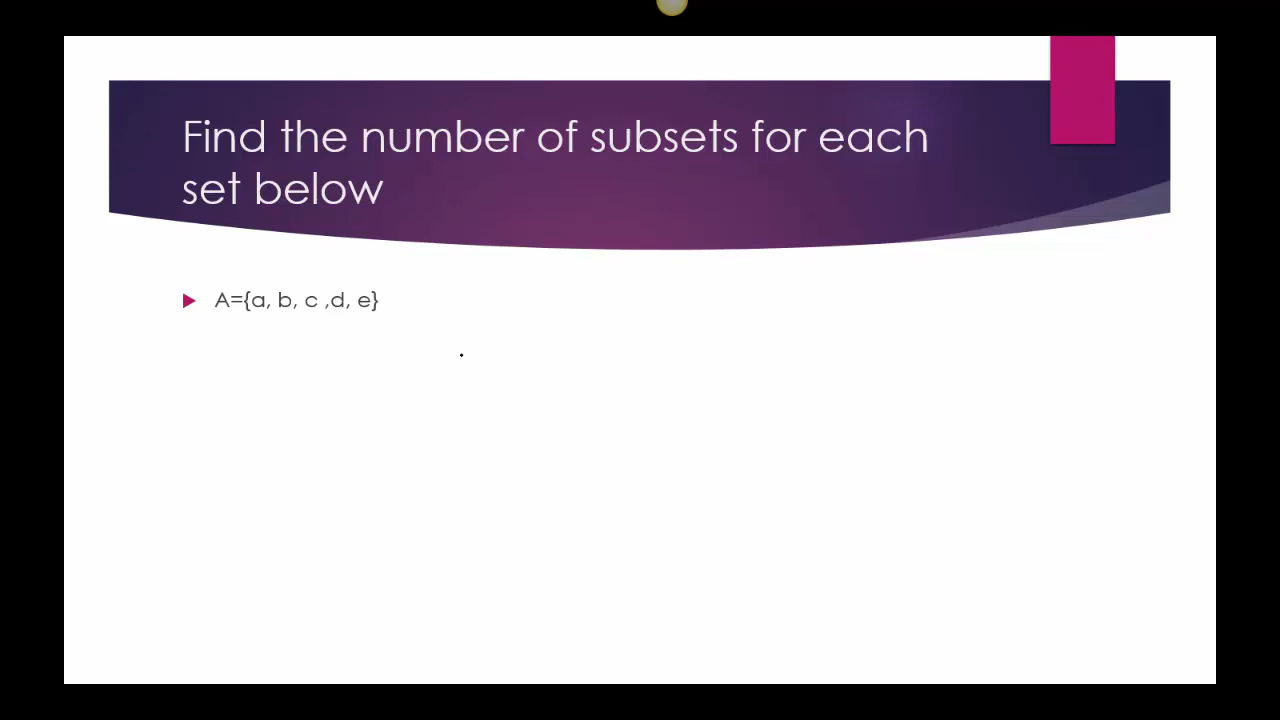 Find the number of subsets for each
set below
A={a, b, c ,d, e}